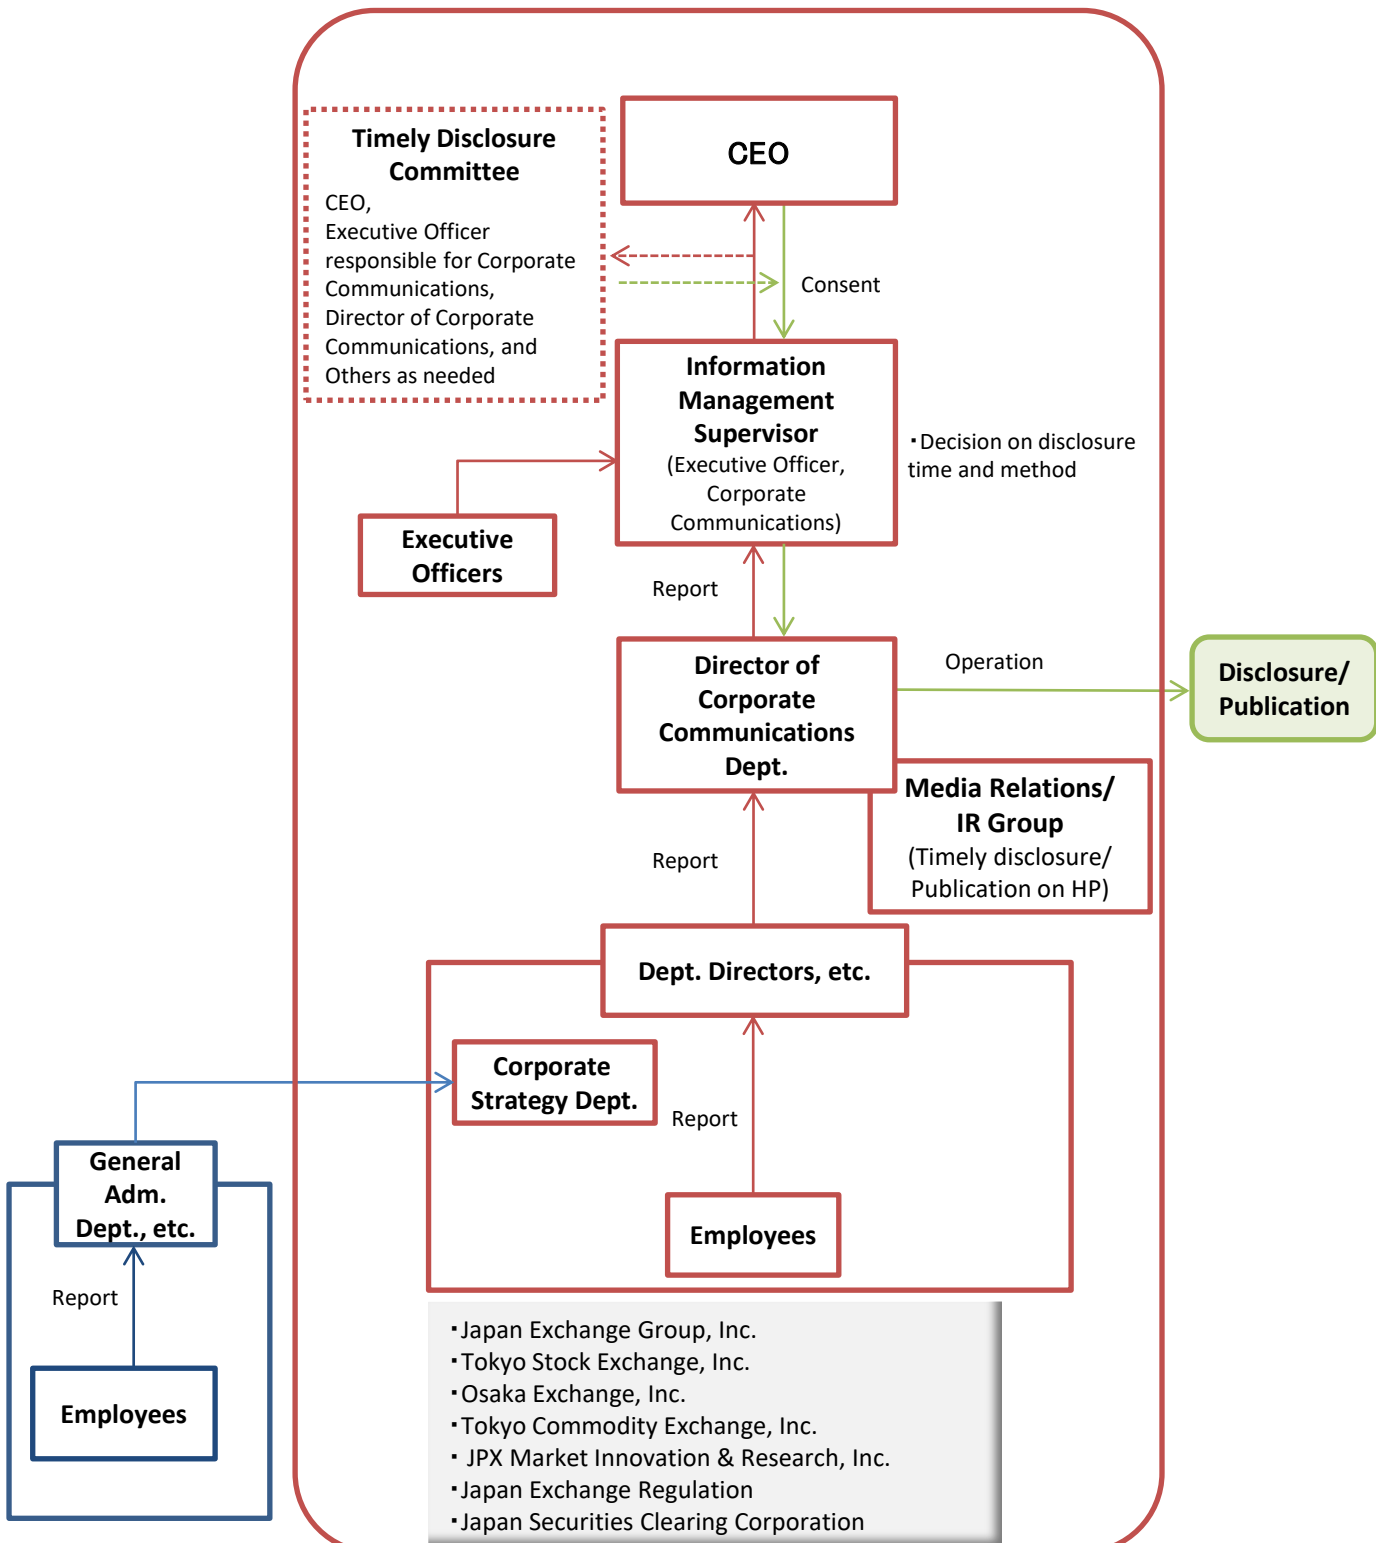 Timely Disclosure
Committee
CEO,
Executive Officer
responsible for Corporate
Communications,
Director of Corporate
Communications, and
Others as needed
CEO
Consent
Information
Management
Supervisor
(Executive Officer,
Corporate
Communications)
・Decision on disclosure
time and method
Executive
Officers
Report
Director of
Corporate
Communications
Dept.
Operation
Disclosure/
Publication
Media Relations/
IR Group
(Timely disclosure/
Publication on HP)
Report
Dept. Directors, etc.
Corporate
Strategy Dept.
Report
Employees
General
Adm.
Dept., etc.
Report
Employees
・Japan Exchange Group, Inc.
・Tokyo Stock Exchange, Inc.
・Osaka Exchange, Inc.
・Tokyo Commodity Exchange, Inc.
・ JPX Market Innovation & Research, Inc.
・Japan Exchange Regulation
・Japan Securities Clearing Corporation